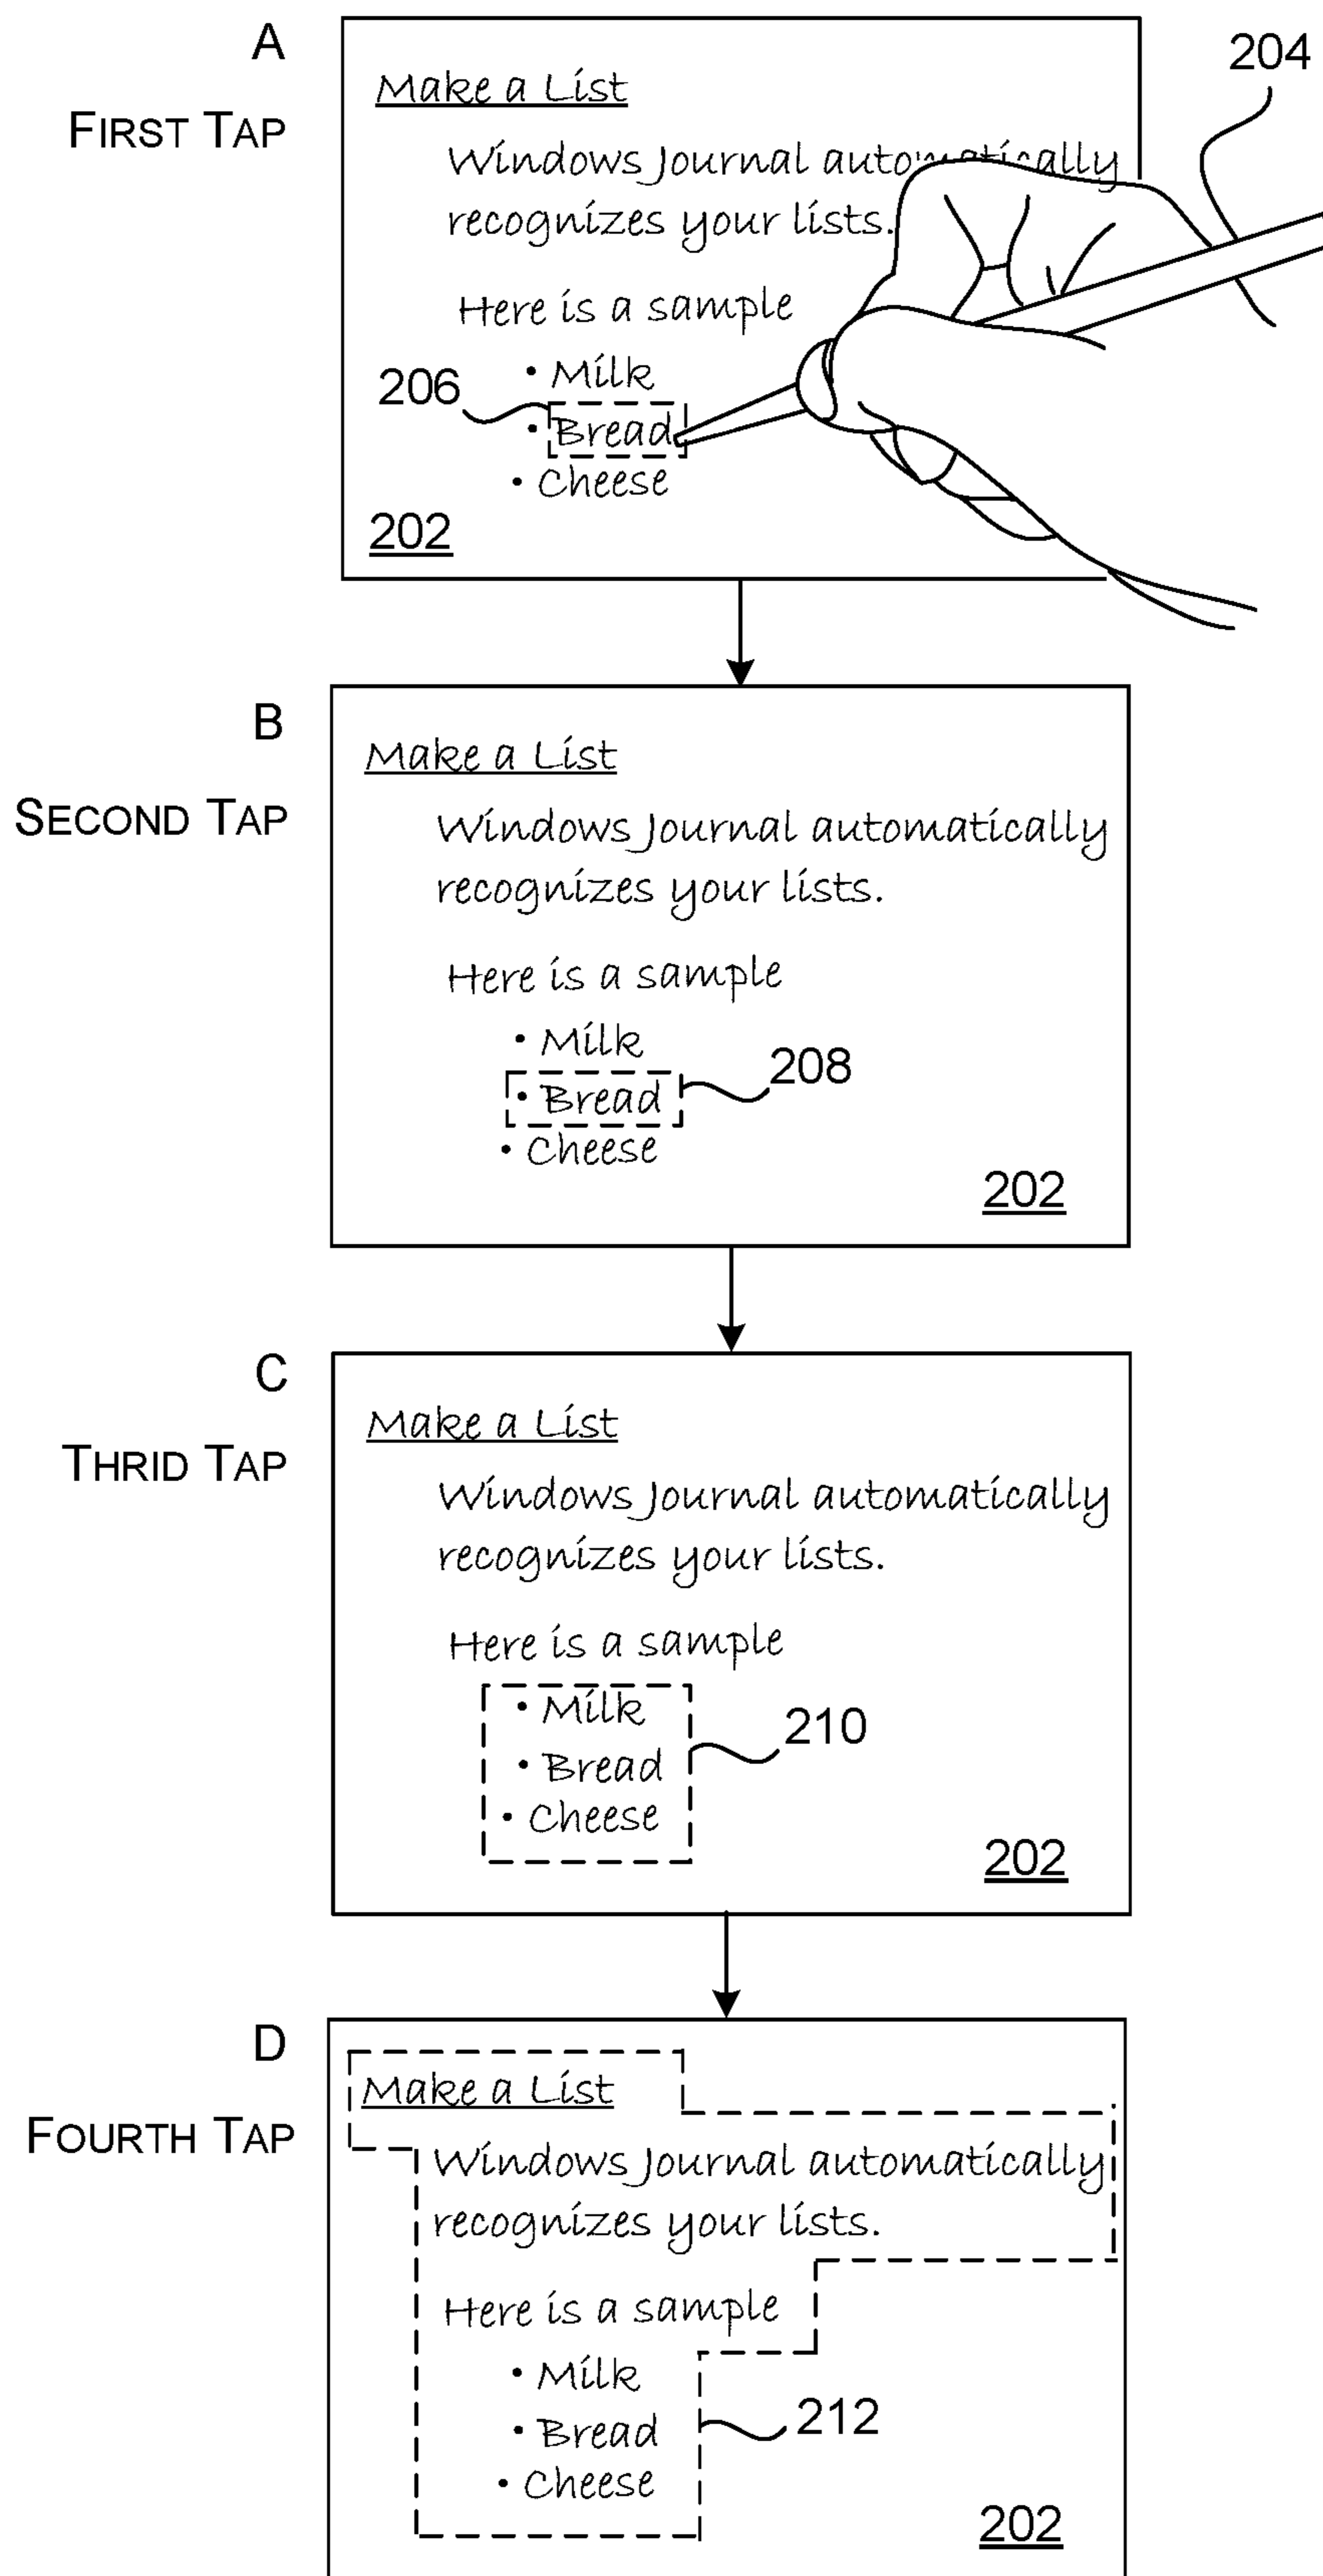 A
FIRST TAP
204
Make a List
Windows Journal automatically
recognizes your lists.
Here is a sample
• Milk
206
• Bread
• Cheese
202
B
SECOND TAP
Make a List
Windows Journal automatically
recognizes your lists.
Here is a sample
• Milk
208
• Bread
• Cheese
202
C
THRID TAP
Make a List
Windows Journal automatically
recognizes your lists.
Here is a sample
• Milk
210
• Bread
• Cheese
202
D
FOURTH TAP
Make a List
Windows Journal automatically
recognizes your lists.
Here is a sample
• Milk
• Bread
212
• Cheese
202